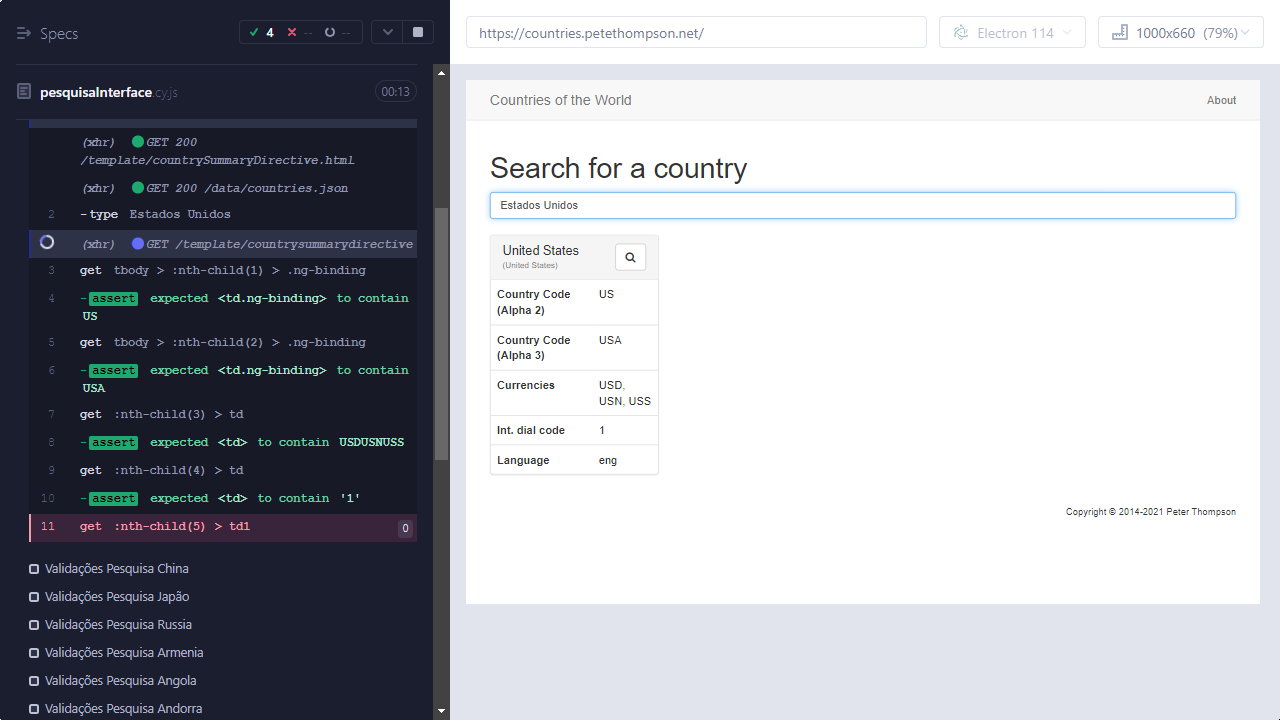 Specs
4
--
--
pesquisaInterface.cy.js
00:13
(xhr) GET 200
/template/countrySummaryDirective.html
(xhr) GET 200 /data/countries.json
2 -type Estados Unidos
(xhr) GET /template/countrysummarydirective
3 get tbody > :nth-child(1) > .ng-binding
4 -assert expected <td.ng-binding> to contain
US
5 get tbody > :nth-child(2) > .ng-binding
6 -assert expected <td.ng-binding> to contain
USA
7 get :nth-child(3) > td
8 -assert expected <td> to contain USDUSNUSS
9 get :nth-child(4) > td
10 -assert expected <td> to contain '1'
11 get :nth-child(5) > td1
0
Validações Pesquisa China
Validações Pesquisa Japão
Validações Pesquisa Russia
Validações Pesquisa Armenia
Validações Pesquisa Angola
Validações Pesquisa Andorra
https://countries.petethompson.net/
Electron 114
1000x660 (79%)
Countries of the World
About
Search for a country
Estados Unidos
United States
(United States)
Country Code US
(Alpha 2)
Country Code USA
(Alpha 3)
Currencies USD,
USN, USS
Int. dial code 1
Language eng
Copyright © 2014-2021 Peter Thompson